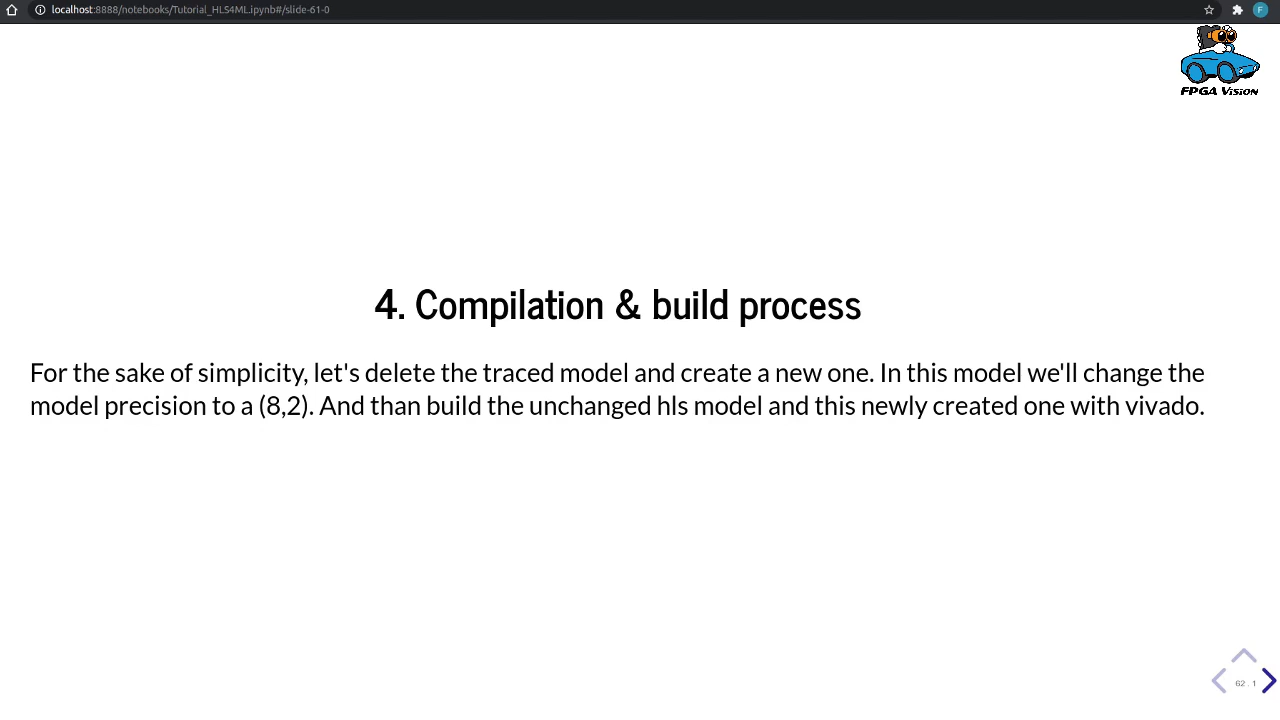 localhost:8888/notebooks/Tutorial_HLS4ML.ipynb#/slide-61-0
F
FPGA Vision
4. Compilation & build process
For the sake of simplicity, let's delete the traced model and create a new one. In this model we'll change the
model precision to a (8,2). And than build the unchanged hls model and this newly created one with vivado.
62 . 1